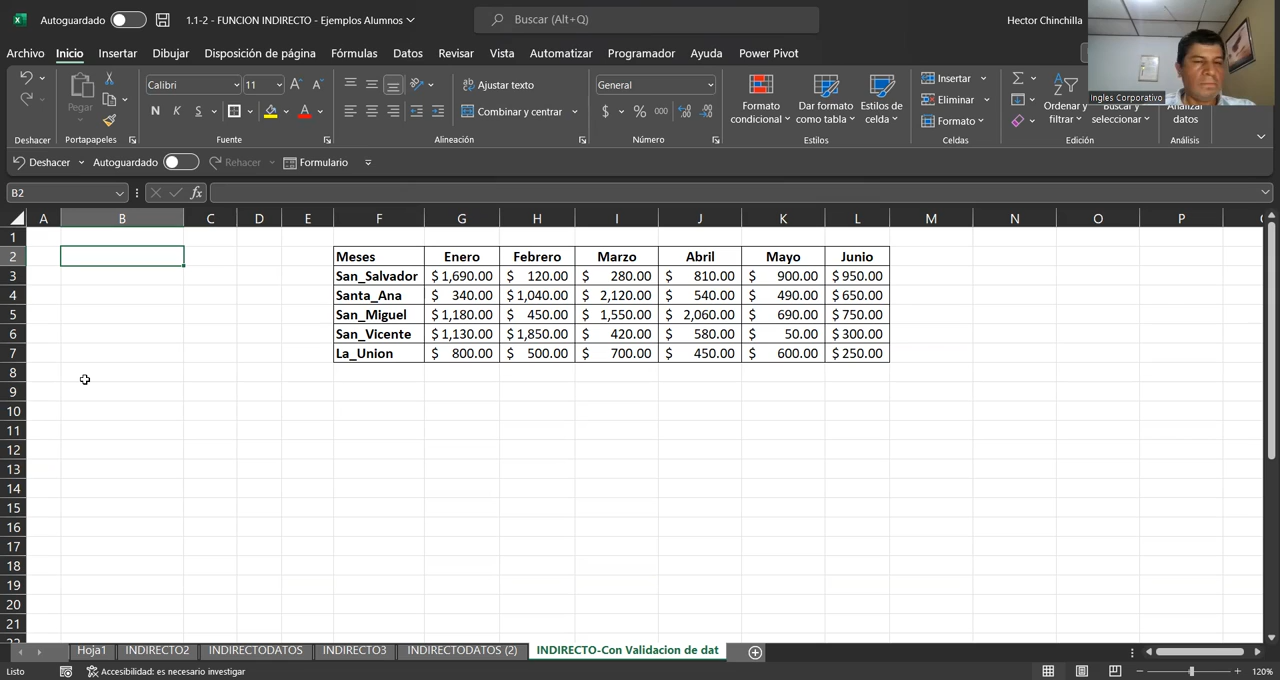 Autoguardado
1.1-2 - FUNCION INDIRECTO - Ejemplos Alumnos
Buscar (Alt+Q)
Hector Chinchilla
Archivo Inicio Insertar Dibujar Disposición de página Fórmulas Datos Revisar Vista Automatizar Programador Ayuda Power Pivot
Ingles Corporativo
Pegar
Calibri 11
N K S
Ajustar texto
Combinar y centrar
General
$ % 000
Formato condicional
Dar formato como tabla
Estilos de celda
Insertar
Eliminar
Formato
Ordenar y filtrar
Buscar y seleccionar
Analizar datos
Deshacer Portapapeles Fuente Alineación Número Estilos Celdas Edición Análisis
Deshacer Autoguardado Rehacer Formulario
B2 fx
A B C D E F G H I J K L M N O P
1
2 Meses Enero Febrero Marzo Abril Mayo Junio
3 San_Salvador $ 1,690.00 $ 120.00 $ 280.00 $ 810.00 $ 900.00 $ 950.00
4 Santa_Ana $ 340.00 $ 1,040.00 $ 2,120.00 $ 540.00 $ 490.00 $ 650.00
5 San_Miguel $ 1,180.00 $ 450.00 $ 1,550.00 $ 2,060.00 $ 690.00 $ 750.00
6 San_Vicente $ 1,130.00 $ 1,850.00 $ 420.00 $ 580.00 $ 50.00 $ 300.00
7 La_Union $ 800.00 $ 500.00 $ 700.00 $ 450.00 $ 600.00 $ 250.00
8
9
10
11
12
13
14
15
16
17
18
19
20
21
Hoja1 INDIRECTO2 INDIRECTODATOS INDIRECTO3 INDIRECTODATOS (2) INDIRECTO-Con Validacion de dat
Listo Accesibilidad: es necesario investigar 120%